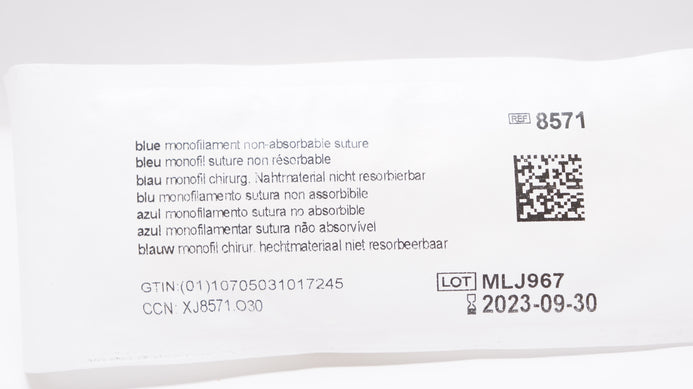 REF 8571
blue monofilament non-absorbable suture
bleu monofil suture non résorbable
blau monofil chirurg. Nahtmaterial nicht resorbierbar
blu monofilamento sutura non assorbibile
azul monofilamento sutura no absorbible
azul monofilamentar sutura não absorvível
blauw monofil chirur. hechtmateriaal niet resorbeerbaar
GTIN:(01)10705031017245
CCN: XJ8571.O30
LOT MLJ967
2023-09-30